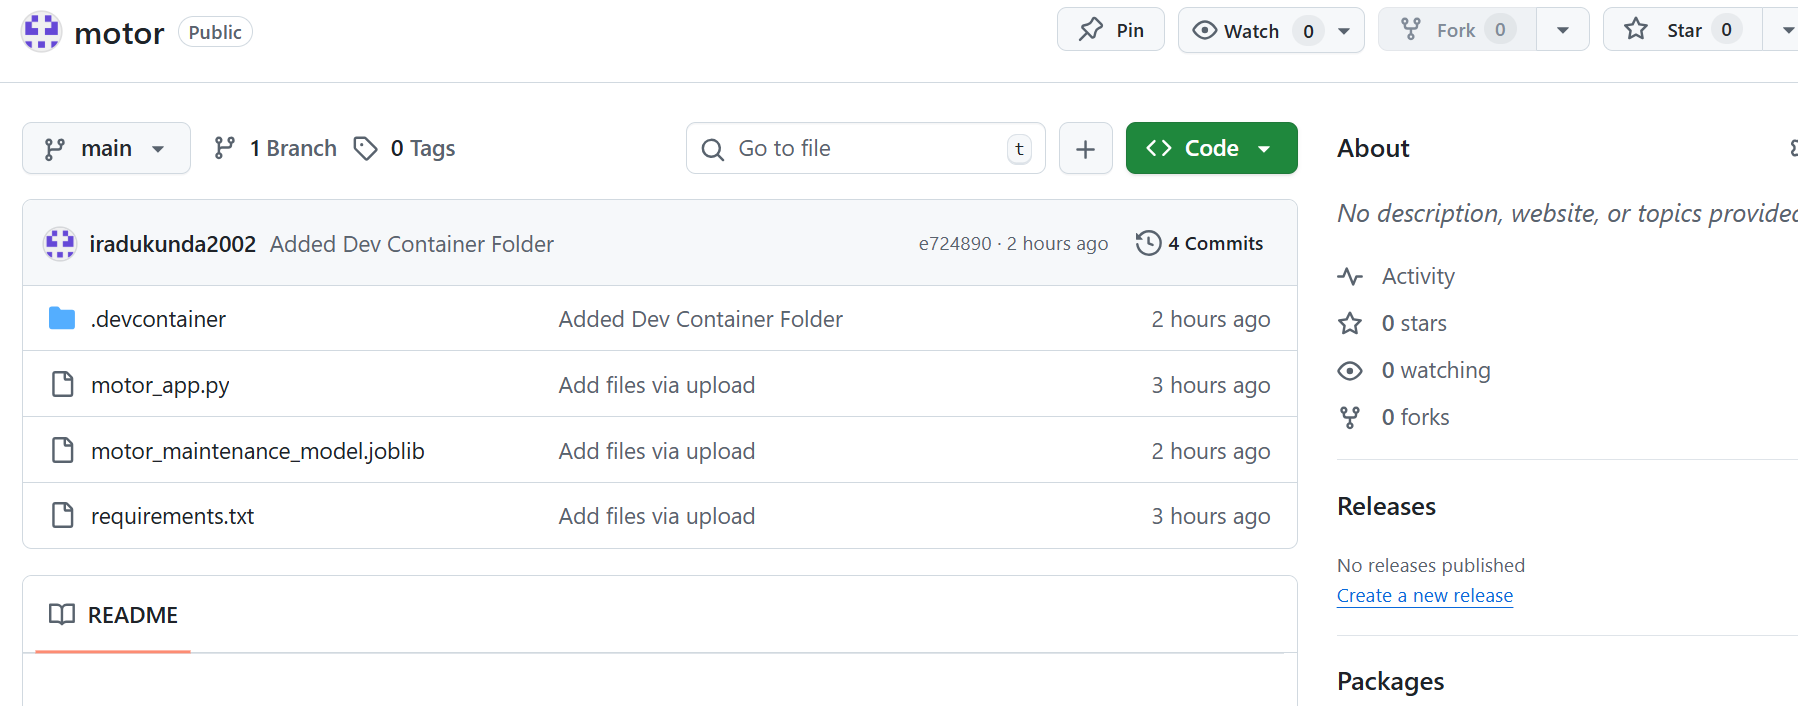 motor Public Pin Watch 0 Fork 0 Star 0
main 1 Branch 0 Tags Go to file t Code
iradukunda2002 Added Dev Container Folder e724890 · 2 hours ago 4 Commits
.devcontainer Added Dev Container Folder 2 hours ago
motor_app.py Add files via upload 3 hours ago
motor_maintenance_model.joblib Add files via upload 2 hours ago
requirements.txt Add files via upload 3 hours ago
README
About
No description, website, or topics provided
Activity
0 stars
0 watching
0 forks
Releases
No releases published
Create a new release
Packages